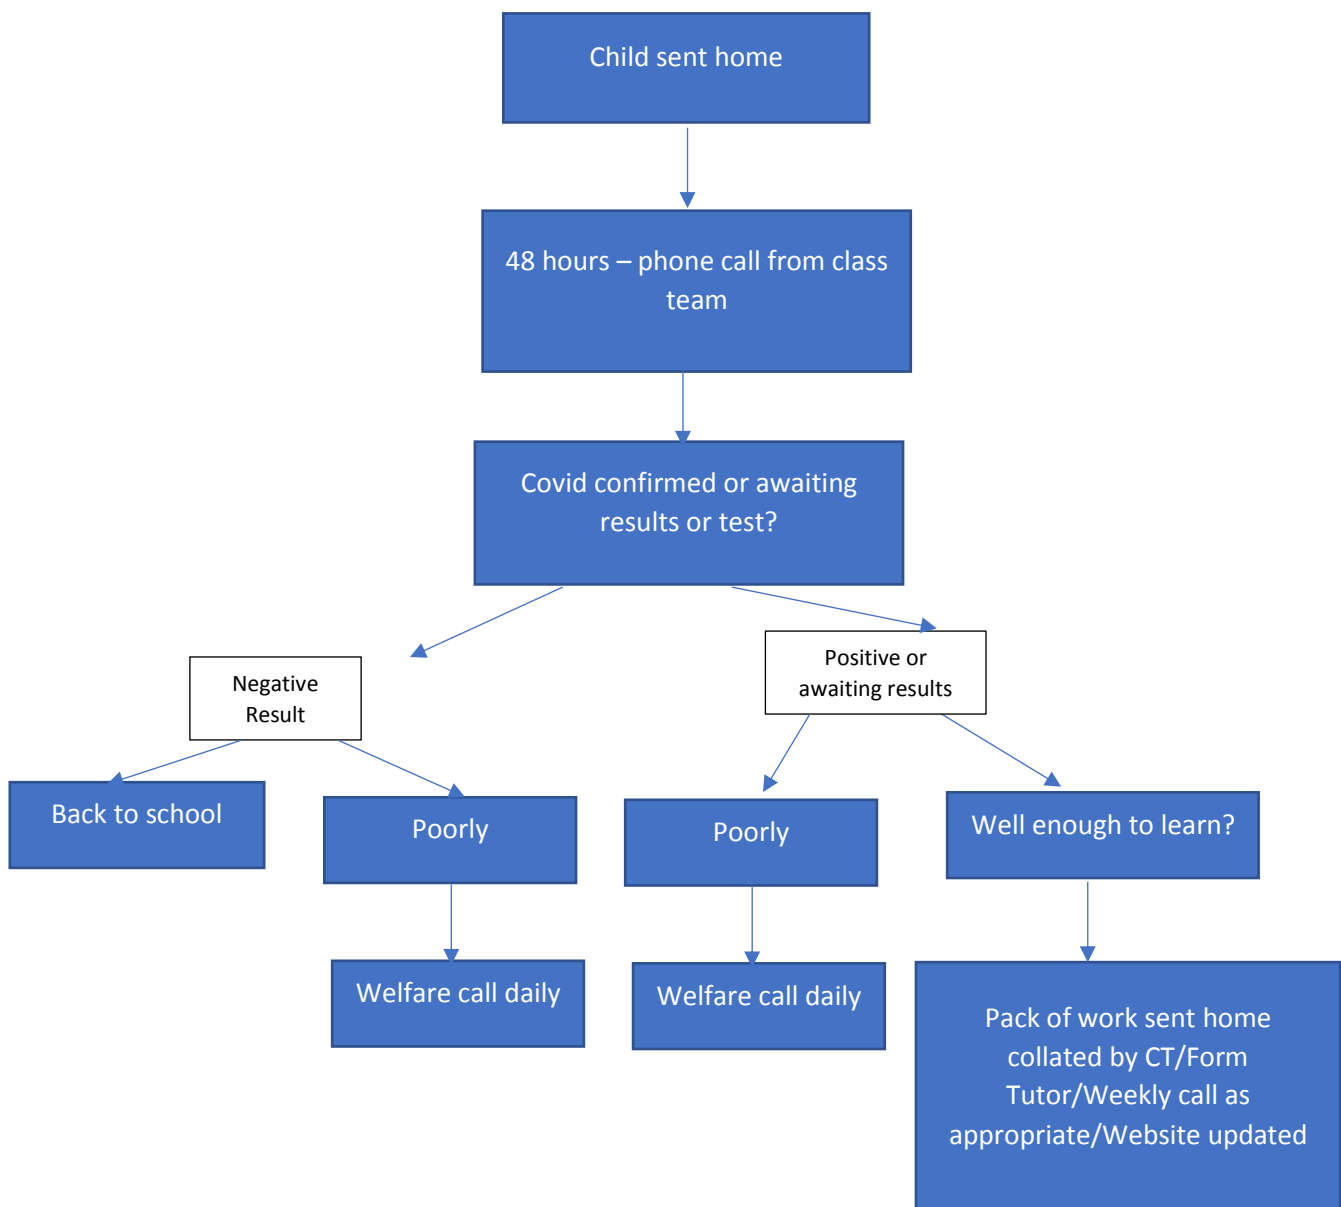 Child sent home
48 hours – phone call from class
team
Covid confirmed or awaiting
results or test?
Negative
Result
Positive or
awaiting results
Back to school
Poorly
Poorly
Well enough to learn?
Welfare call daily
Welfare call daily
Pack of work sent home
collated by CT/Form
Tutor/Weekly call as
appropriate/Website updated